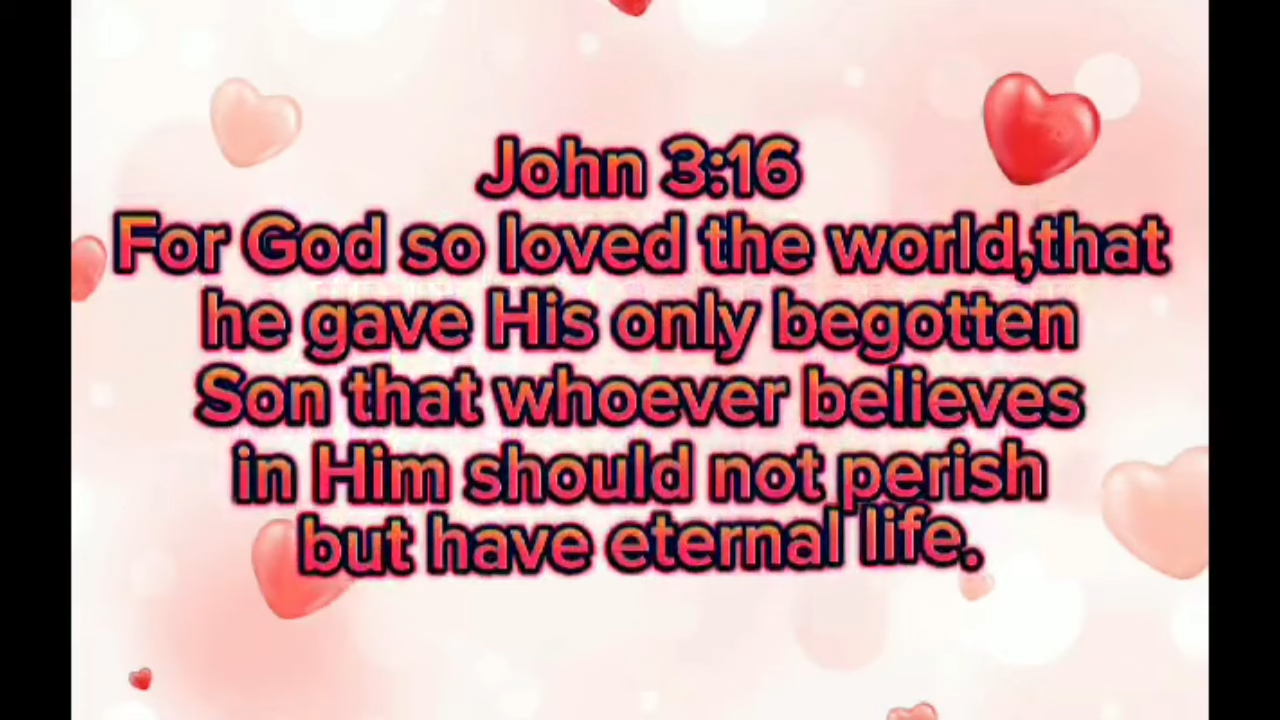 John 3:16
For God so loved the world,that
he gave His only begotten
Son that whoever believes
in Him should not perish
but have eternal life.